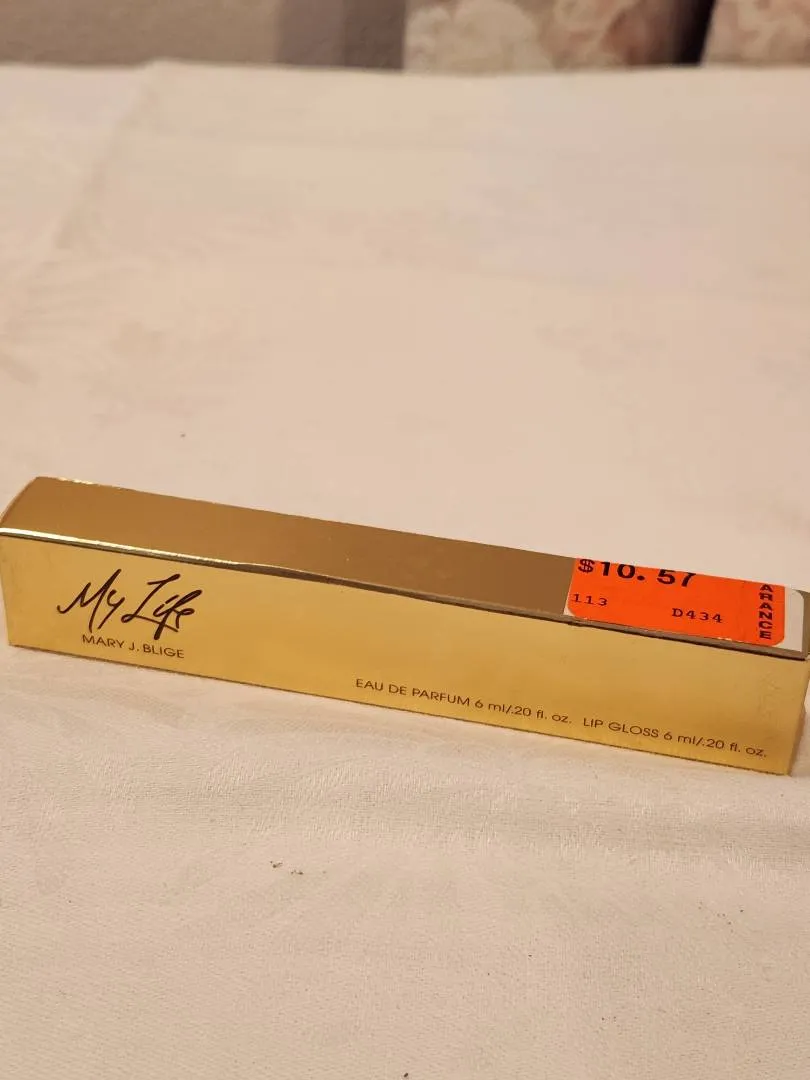 $10.57
113 D434
ARANCE
My Life
MARY J. BLIGE
EAU DE PARFUM 6 ml/.20 fl. oz. LIP GLOSS 6 ml/.20 fl. oz.